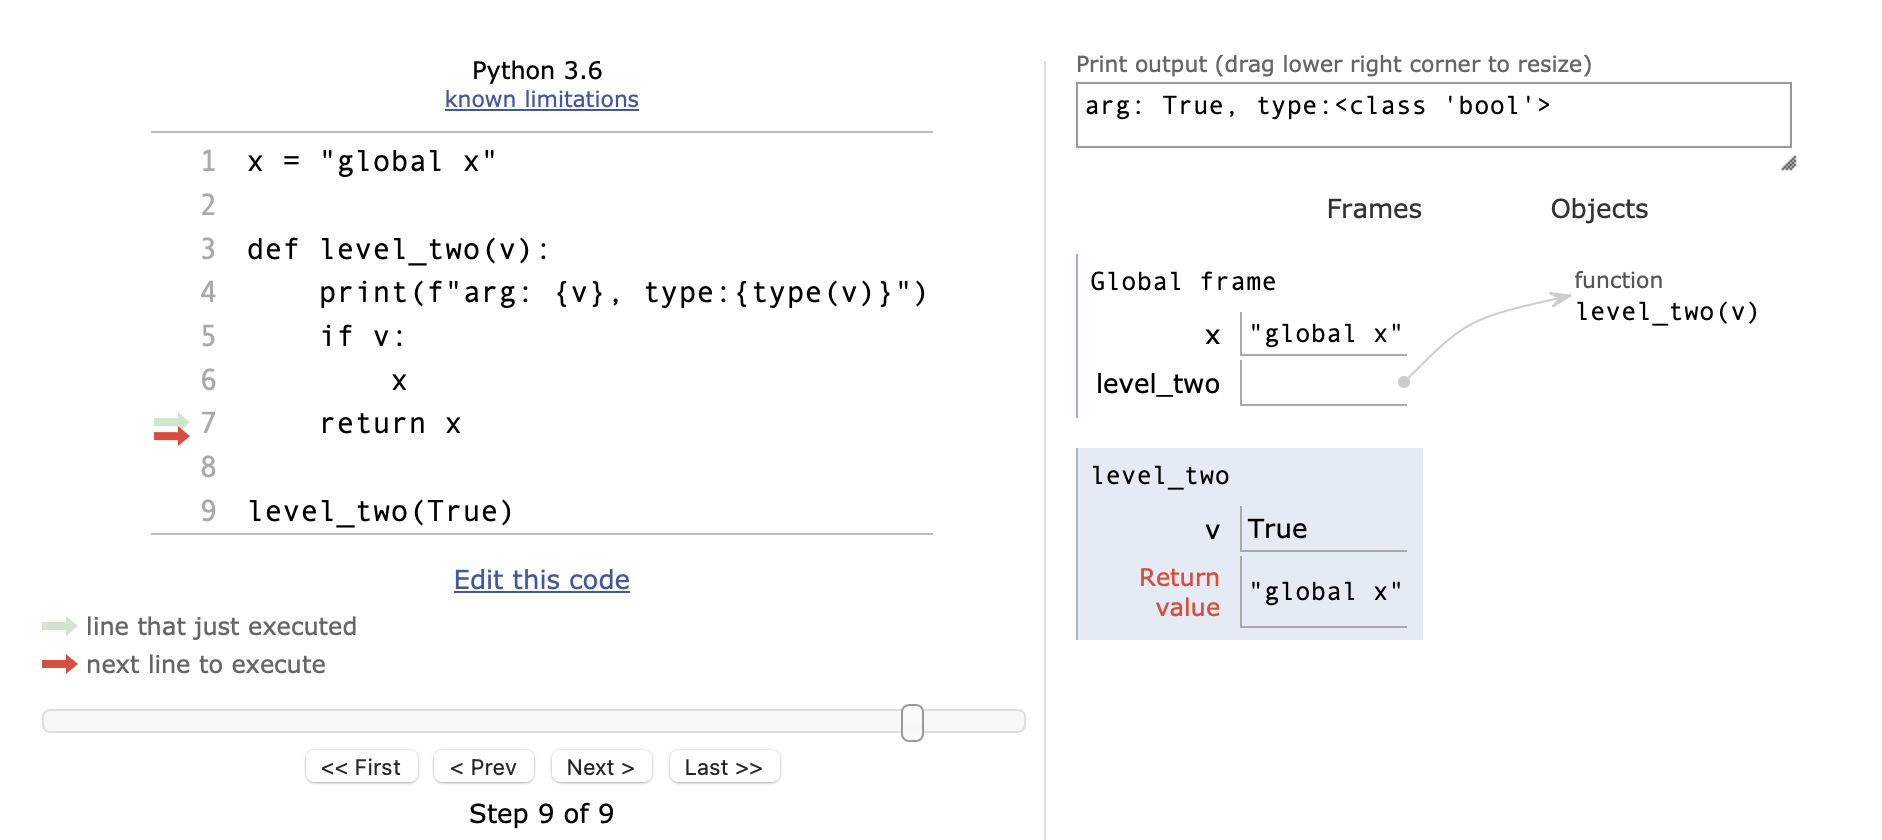 Python 3.6
known limitations
1 x = "global x"
2
3 def level_two(v):
4     print(f"arg: {v}, type:{type(v)}")
5     if v:
6         x
7     return x
8
9 level_two(True)
Edit this code
line that just executed
next line to execute
<< First < Prev Next > Last >>
Step 9 of 9
Print output (drag lower right corner to resize)
arg: True, type:<class 'bool'>
Frames Objects
Global frame
x "global x"
level_two
function
level_two(v)
level_two
v True
Return
value "global x"